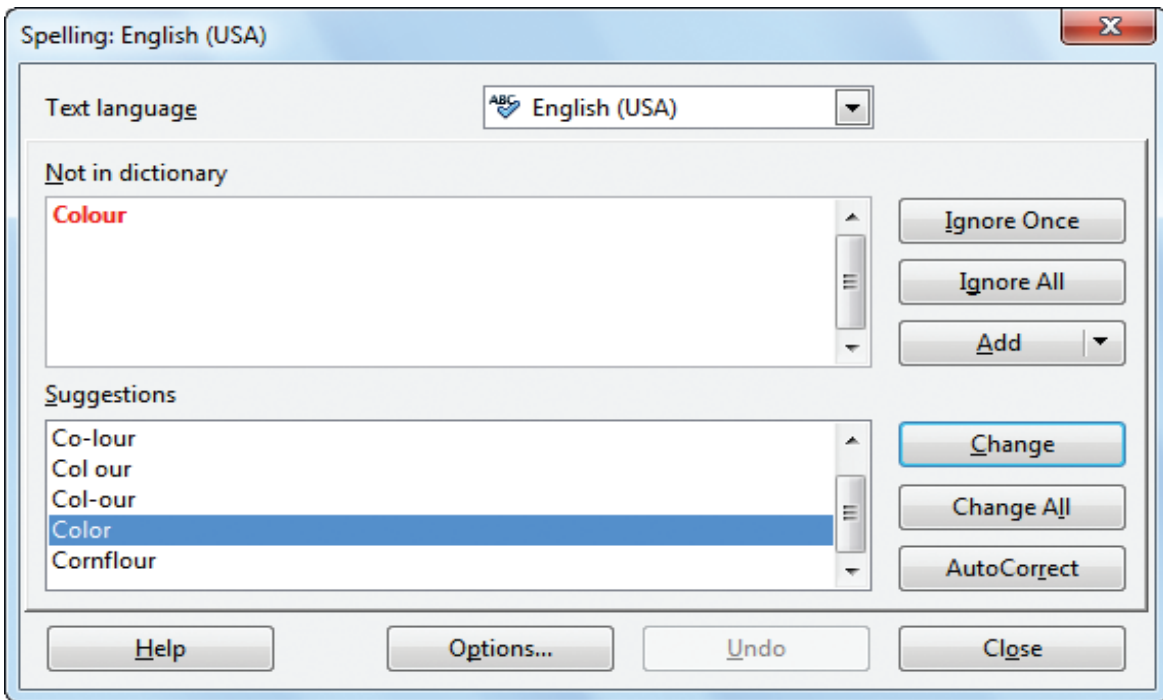 Spelling: English (USA)
Text language
ABC English (USA)
Not in dictionary
Colour
Ignore Once
Ignore All
Add
Suggestions
Co-lour
Col our
Col-our
Color
Cornflour
Change
Change All
AutoCorrect
Help
Options...
Undo
Close